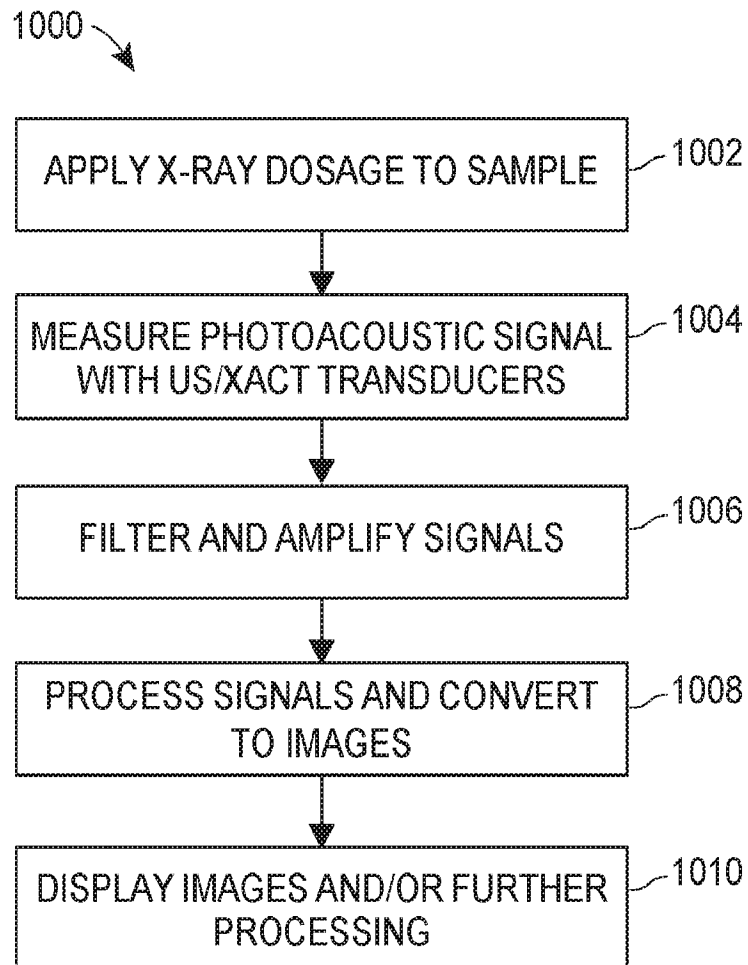 1000
APPLY X-RAY DOSAGE TO SAMPLE
1002
MEASURE PHOTOACOUSTIC SIGNAL
WITH US/XACT TRANSDUCERS
1004
FILTER AND AMPLIFY SIGNALS
1006
PROCESS SIGNALS AND CONVERT
TO IMAGES
1008
DISPLAY IMAGES AND/OR FURTHER
PROCESSING
1010